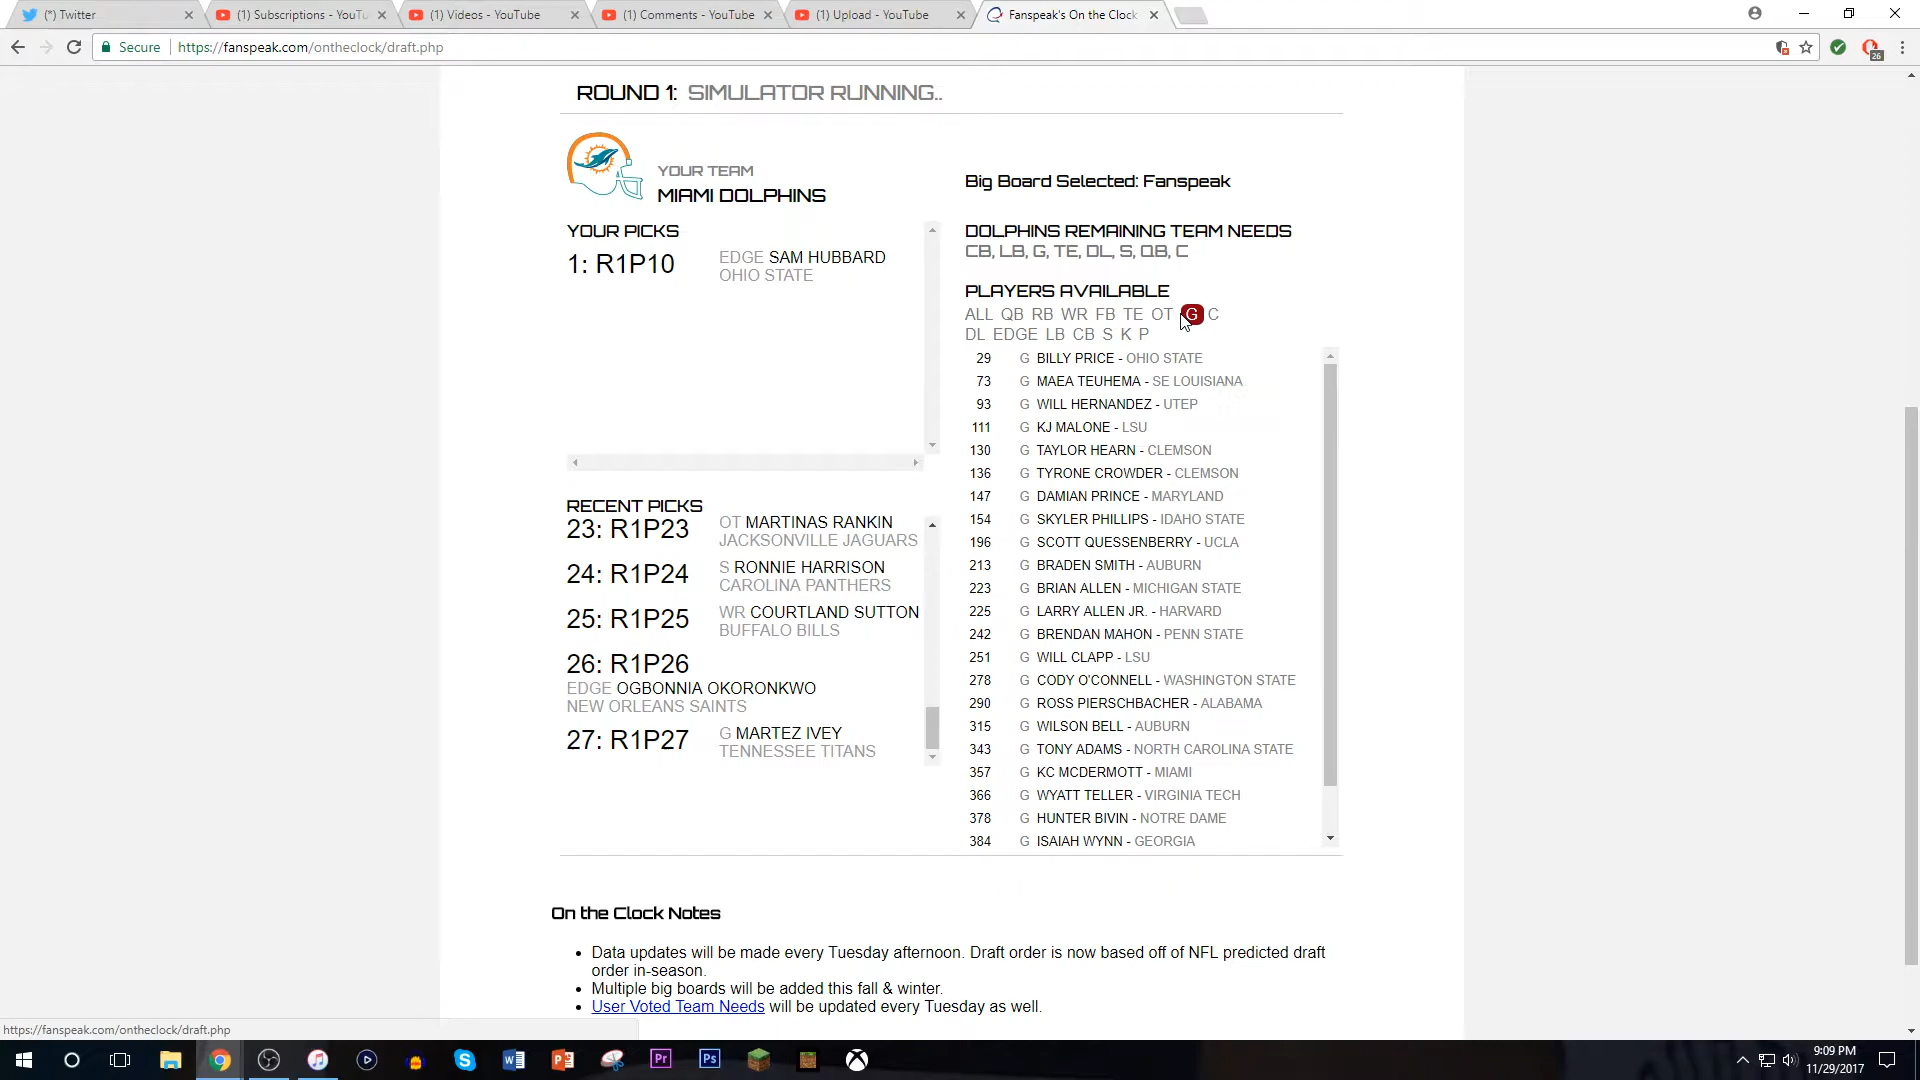 (*) Twitter
(1) Subscriptions - YouTu
(1) Videos - YouTube
(1) Comments - YouTube
(1) Upload - YouTube
Fanspeak's On the Clock
Secure
https://fanspeak.com/ontheclock/draft.php
26
ROUND 1: SIMULATOR RUNNING..
YOUR TEAM
MIAMI DOLPHINS
YOUR PICKS
1: R1P10
EDGE SAM HUBBARD
OHIO STATE
RECENT PICKS
23: R1P23
OT MARTINAS RANKIN
JACKSONVILLE JAGUARS
24: R1P24
S RONNIE HARRISON
CAROLINA PANTHERS
25: R1P25
WR COURTLAND SUTTON
BUFFALO BILLS
26: R1P26
EDGE OGBONNIA OKORONKWO
NEW ORLEANS SAINTS
27: R1P27
G MARTEZ IVEY
TENNESSEE TITANS
Big Board Selected: Fanspeak
DOLPHINS REMAINING TEAM NEEDS
CB, LB, G, TE, DL, S, QB, C
PLAYERS AVAILABLE
ALL QB RB WR FB TE OT G C
DL EDGE LB CB S K P
29 G BILLY PRICE - OHIO STATE
73 G MAEA TEUHEMA - SE LOUISIANA
93 G WILL HERNANDEZ - UTEP
111 G KJ MALONE - LSU
130 G TAYLOR HEARN - CLEMSON
136 G TYRONE CROWDER - CLEMSON
147 G DAMIAN PRINCE - MARYLAND
154 G SKYLER PHILLIPS - IDAHO STATE
196 G SCOTT QUESSENBERRY - UCLA
213 G BRADEN SMITH - AUBURN
223 G BRIAN ALLEN - MICHIGAN STATE
225 G LARRY ALLEN JR. - HARVARD
242 G BRENDAN MAHON - PENN STATE
251 G WILL CLAPP - LSU
278 G CODY O'CONNELL - WASHINGTON STATE
290 G ROSS PIERSCHBACHER - ALABAMA
315 G WILSON BELL - AUBURN
343 G TONY ADAMS - NORTH CAROLINA STATE
357 G KC MCDERMOTT - MIAMI
366 G WYATT TELLER - VIRGINIA TECH
378 G HUNTER BIVIN - NOTRE DAME
384 G ISAIAH WYNN - GEORGIA
On the Clock Notes
• Data updates will be made every Tuesday afternoon. Draft order is now based off of NFL predicted draft
order in-season.
• Multiple big boards will be added this fall & winter.
• User Voted Team Needs will be updated every Tuesday as well.
https://fanspeak.com/ontheclock/draft.php
Pr
Ps
9:09 PM
11/29/2017